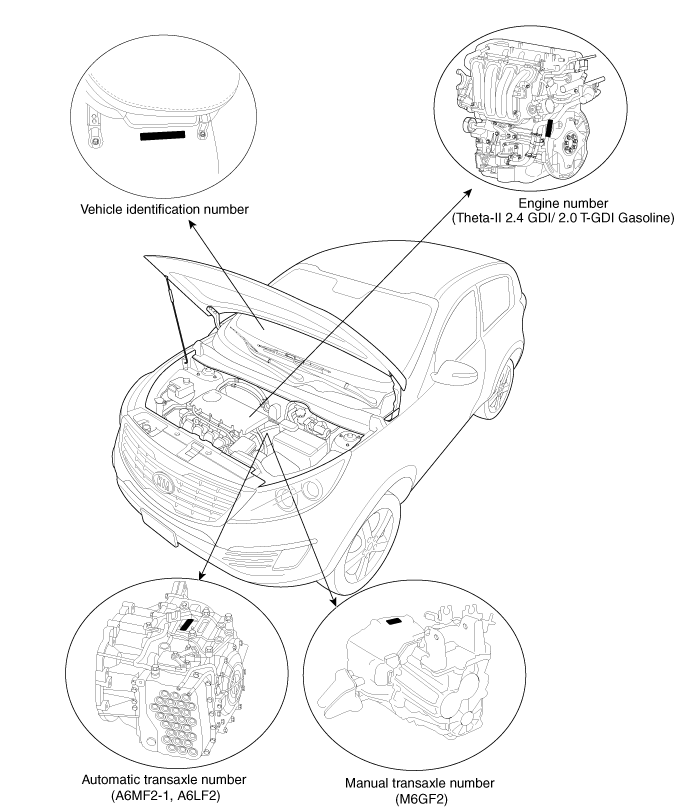 Vehicle identification number
Engine number
(Theta-II 2.4 GDI/ 2.0 T-GDI Gasoline)
KIA
Automatic transaxle number
(A6MF2-1, A6LF2)
Manual transaxle number
(M6GF2)